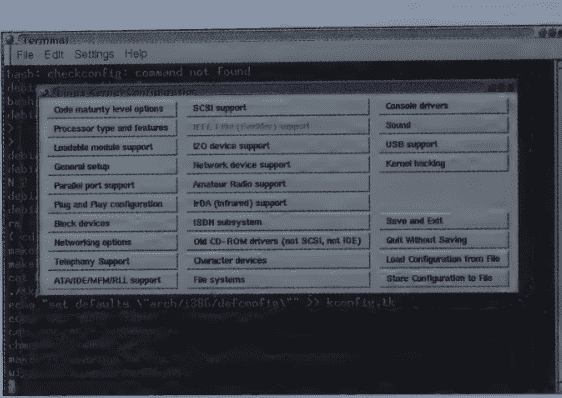 Terminal
File Edit Settings Help
bash: checkconfig: command not found
Code maturity level options
Processor type and features
Loadable module support
General setup
Parallel port support
Plug and Play configuration
Block devices
Networking options
Telephony Support
ATA/IDE/MFM/RLL support
SCSI support
I2O device support
Network device support
Amateur Radio support
IrDA (infrared) support
ISDN subsystem
Old CD-ROM drivers (not SCSI, not IDE)
Character devices
File systems
Console drivers
Sound
USB support
Kernel hacking
Save and Exit
Quit Without Saving
Load Configuration from File
Store Configuration to File
"set defaults \"arch/i386/defconfig\"" >> kconfig.tk